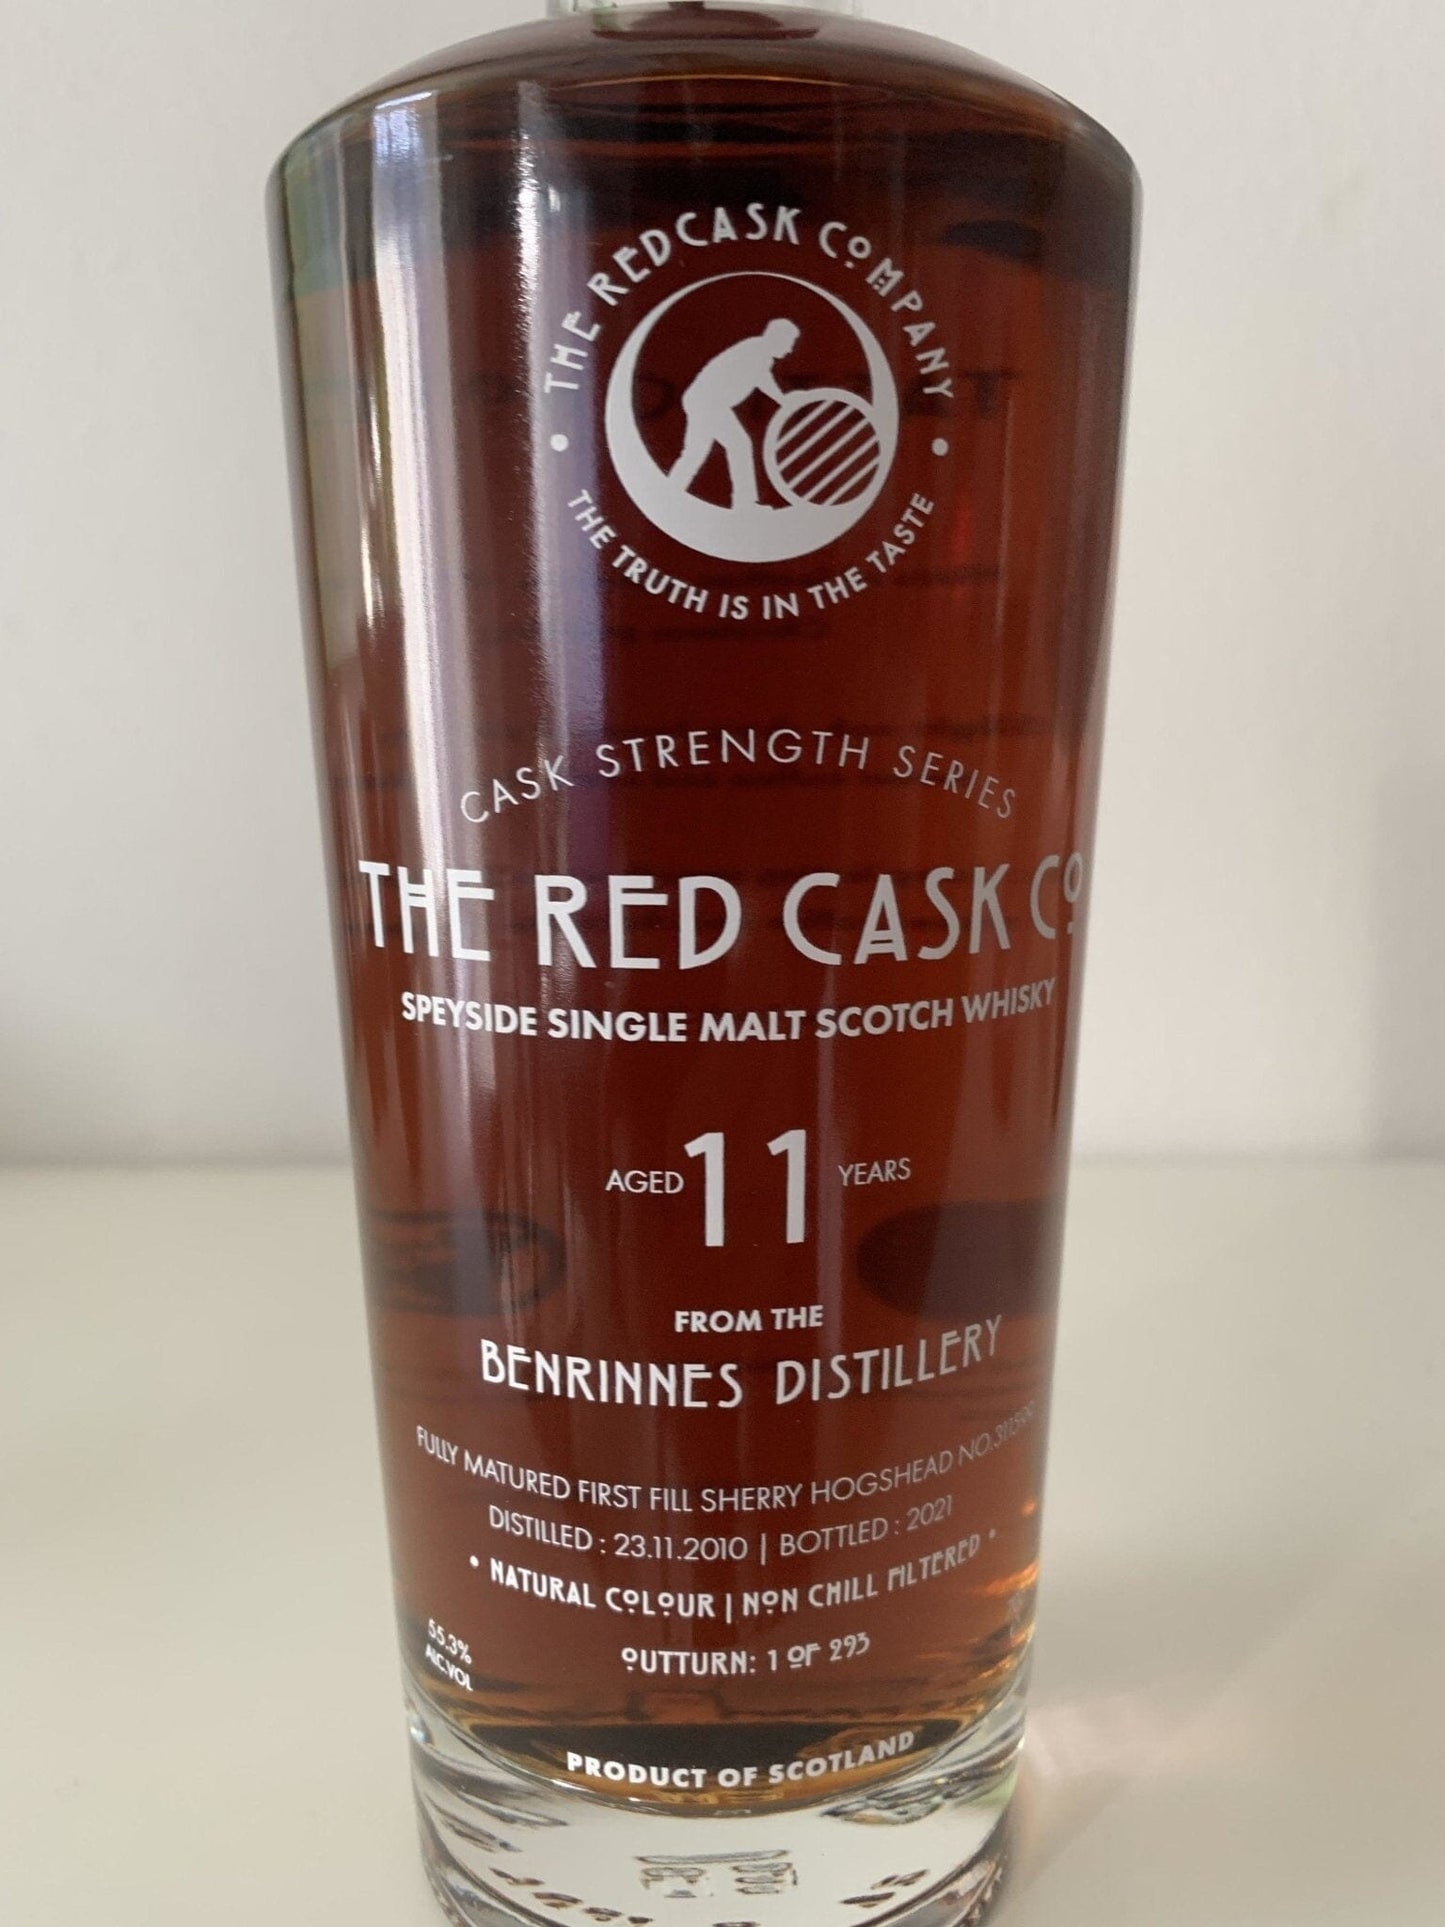 THE RED CASK COMPANY
THE TRUTH IS IN THE TASTE
CASK STRENGTH SERIES
THE RED CASK Co
SPEYSIDE SINGLE MALT SCOTCH WHISKY
AGED 11 YEARS
FROM THE
BENRINNES DISTILLERY
FULLY MATURED FIRST FILL SHERRY HOGSHEAD
DISTILLED : 23.11.2010 | BOTTLED : 2021
• NATURAL COLOUR | NON CHILL FILTERED •
OUTTURN: 1 OF 293
55.3%
ALC.VOL
PRODUCT OF SCOTLAND